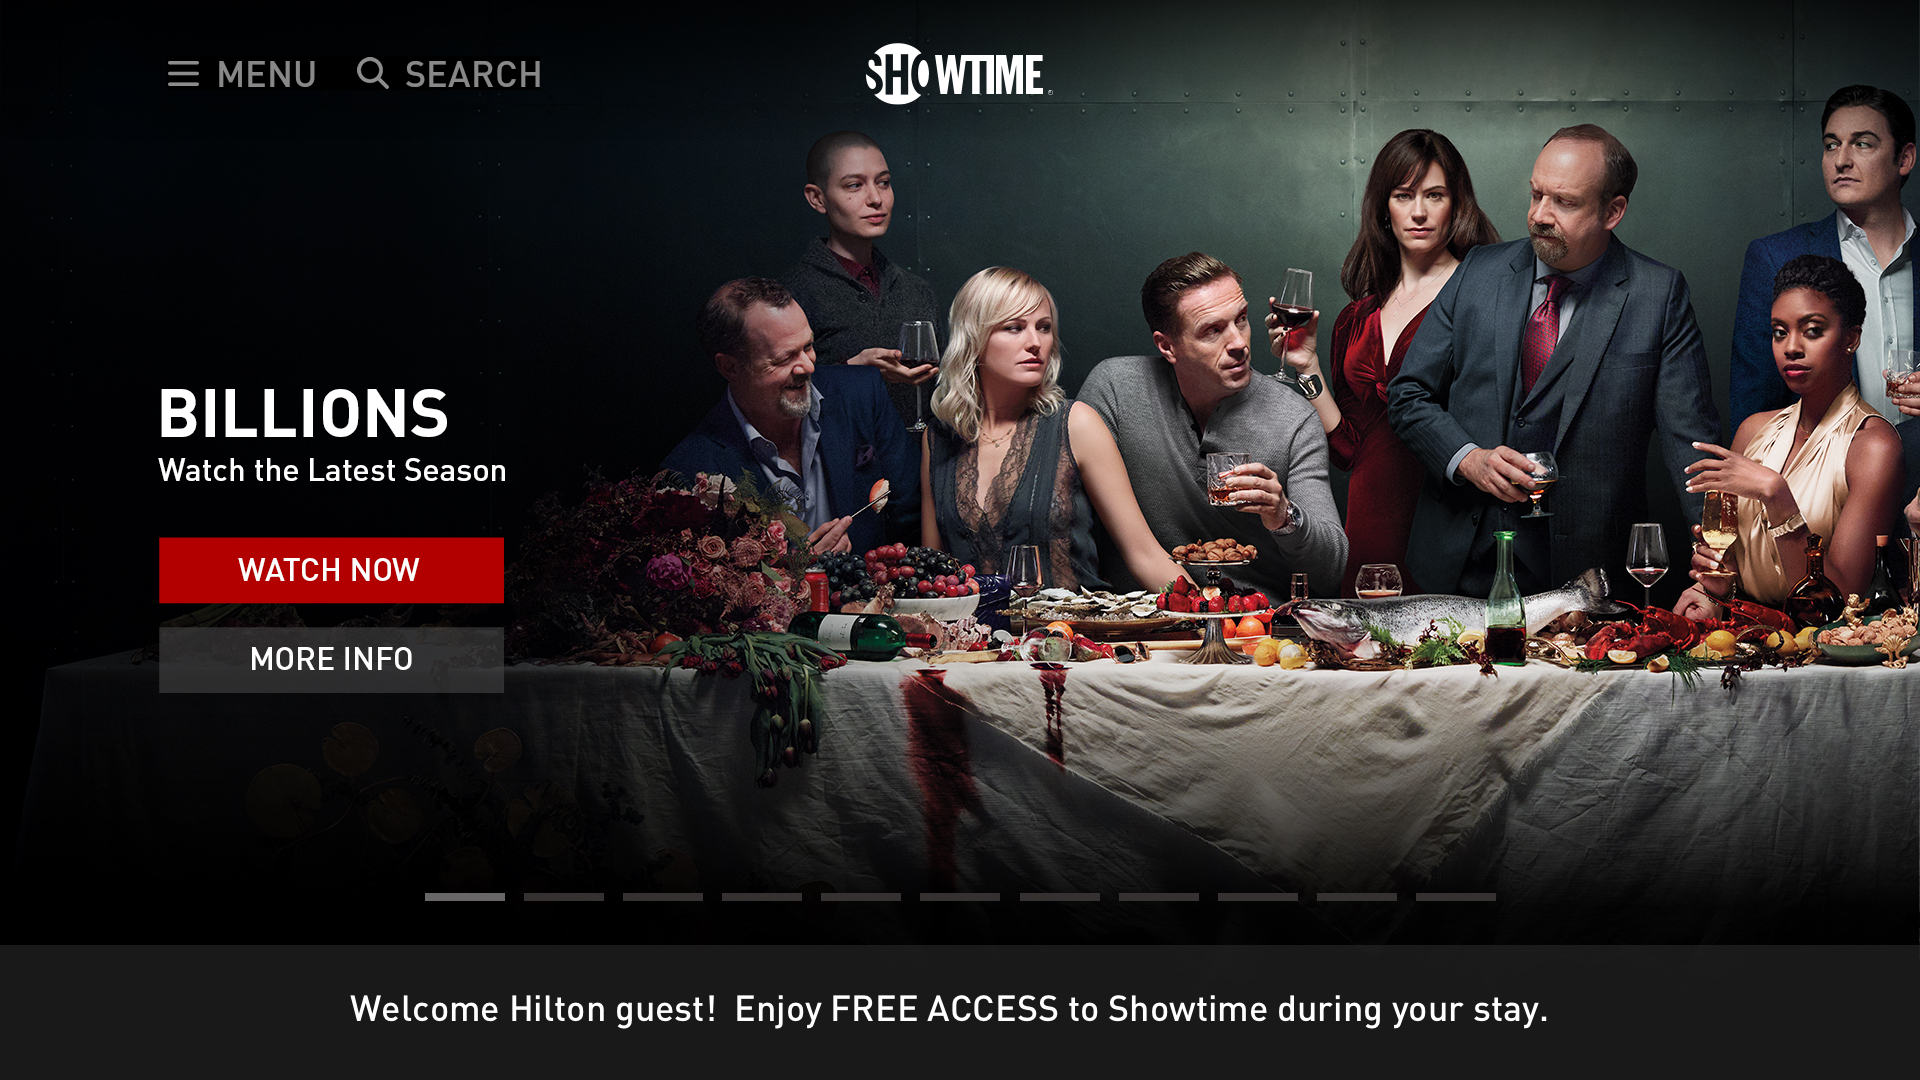 MENU SEARCH
SHOWTIME
BILLIONS
Watch the Latest Season
WATCH NOW
MORE INFO
Welcome Hilton guest! Enjoy FREE ACCESS to Showtime during your stay.